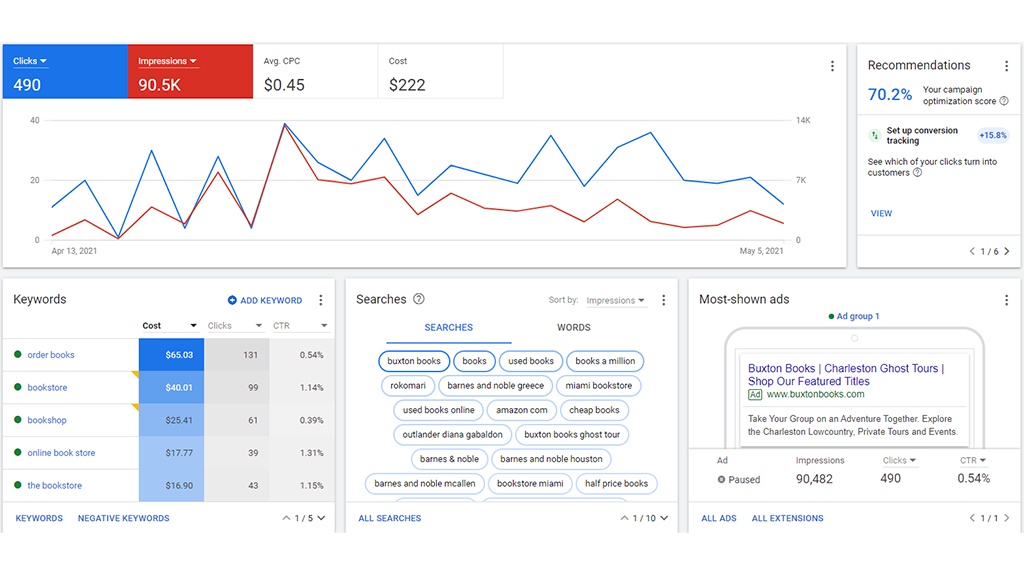 Clicks
490
Impressions
90.5K
Avg. CPC
$0.45
Cost
$222
40
20
0
14K
7K
0
Apr 13, 2021
May 5, 2021
Recommendations
70.2%
Your campaign
optimization score
Set up conversion
tracking
+15.8%
See which of your clicks turn into
customers
VIEW
1 / 6
Keywords
ADD KEYWORD
Cost Clicks CTR
order books $65.03 131 0.54%
bookstore $40.01 99 1.14%
bookshop $25.41 61 0.39%
online book store $17.77 39 1.31%
the bookstore $16.90 43 1.15%
KEYWORDS NEGATIVE KEYWORDS 1 / 5
Searches
Sort by: Impressions
SEARCHES WORDS
buxton books books used books books a million
rokomari barnes and noble greece miami bookstore
used books online amazon com cheap books
outlander diana gabaldon buxton books ghost tour
barnes & noble barnes and noble houston
barnes and noble mcallen bookstore miami half price books
ALL SEARCHES 1 / 10
Most-shown ads
Ad group 1
Buxton Books | Charleston Ghost Tours |
Shop Our Featured Titles
Ad www.buxtonbooks.com
Take Your Group on an Adventure Together. Explore
the Charleston Lowcountry, Private Tours and Events.
Ad Impressions Clicks CTR
Paused 90,482 490 0.54%
ALL ADS ALL EXTENSIONS 1 / 1